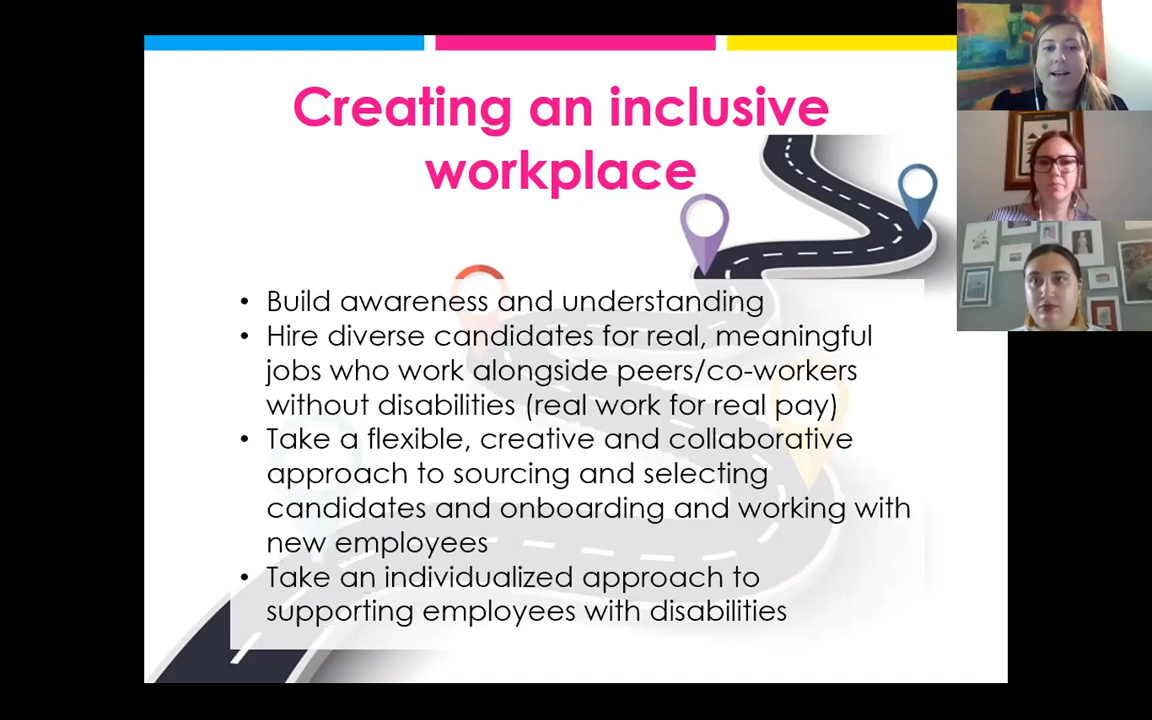 Creating an inclusive
workplace
• Build awareness and understanding
• Hire diverse candidates for real, meaningful
jobs who work alongside peers/co-workers
without disabilities (real work for real pay)
• Take a flexible, creative and collaborative
approach to sourcing and selecting
candidates and onboarding and working with
new employees
• Take an individualized approach to
supporting employees with disabilities